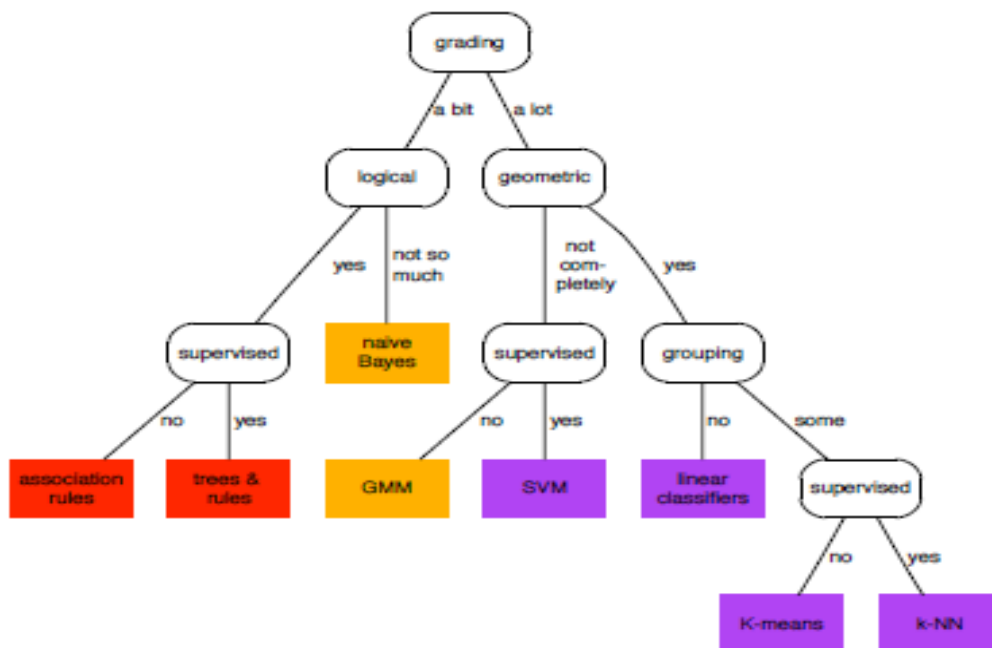 grading
a bit
a lot
logical
geometric
yes
not so
much
not
com-
pletely
yes
supervised
naive
Bayes
supervised
grouping
no
yes
no
yes
no
some
association
rules
trees &
rules
GMM
SVM
linear
classifiers
supervised
no
yes
K-means
k-NN